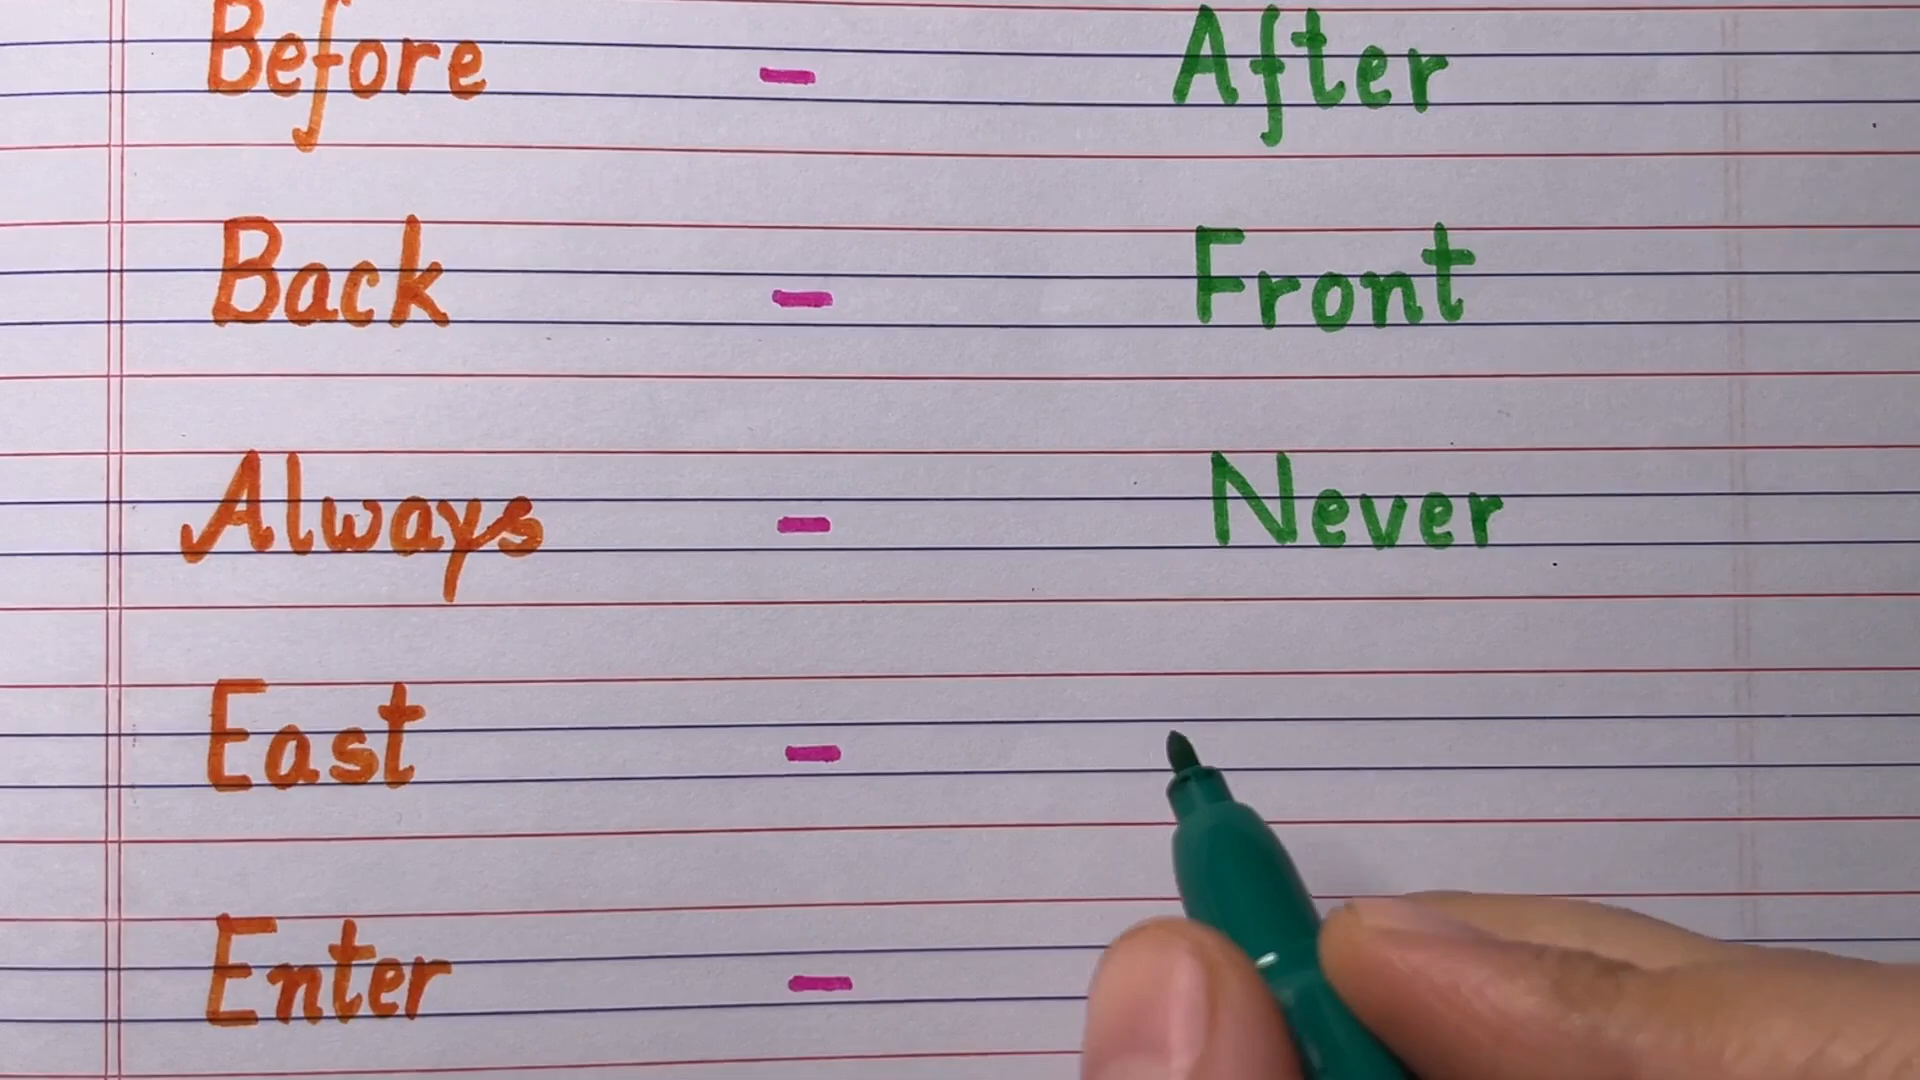 Before - After
Back - Front
Always - Never
East -
Enter -